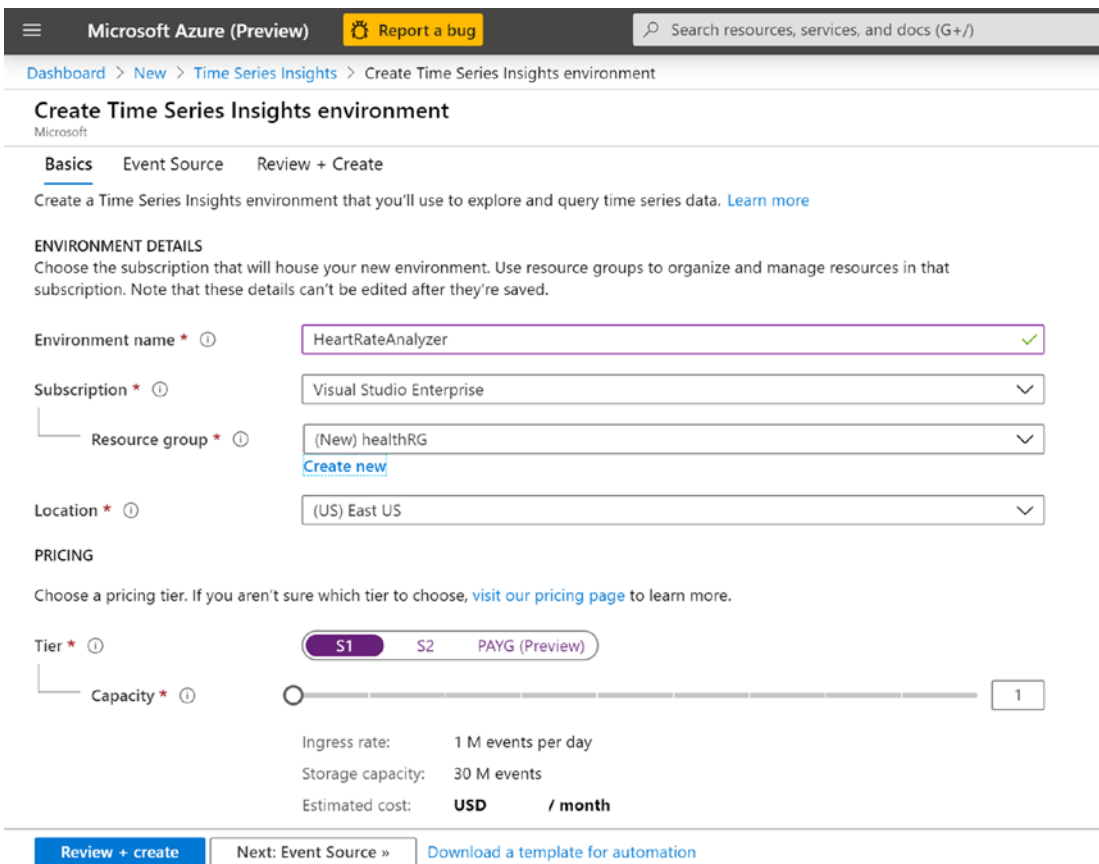 Microsoft Azure (Preview) Report a bug Search resources, services, and docs (G+/)
Dashboard > New > Time Series Insights > Create Time Series Insights environment
Create Time Series Insights environment
Microsoft
Basics Event Source Review + Create
Create a Time Series Insights environment that you'll use to explore and query time series data. Learn more
ENVIRONMENT DETAILS
Choose the subscription that will house your new environment. Use resource groups to organize and manage resources in that
subscription. Note that these details can't be edited after they're saved.
Environment name * HeartRateAnalyzer
Subscription * Visual Studio Enterprise
Resource group * (New) healthRG
Create new
Location * (US) East US
PRICING
Choose a pricing tier. If you aren't sure which tier to choose, visit our pricing page to learn more.
Tier * S1 S2 PAYG (Preview)
Capacity * 1
Ingress rate: 1 M events per day
Storage capacity: 30 M events
Estimated cost: USD / month
Review + create Next: Event Source » Download a template for automation